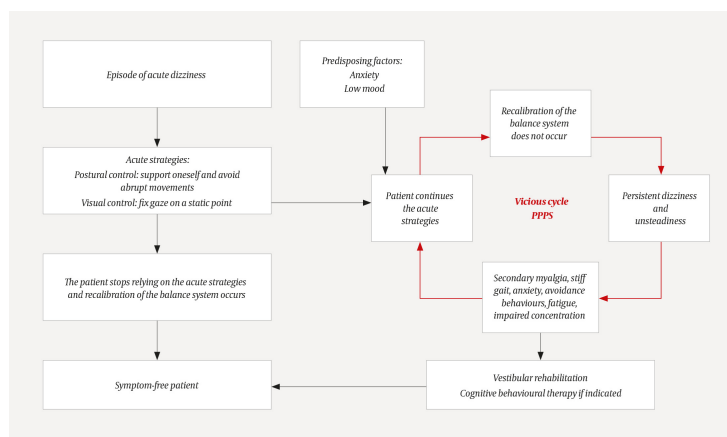 Episode of acute dizziness
Predisposing factors:
Anxiety
Low mood
Recalibration of the
balance system
does not occur
Acute strategies:
Postural control: support oneself and avoid
abrupt movements
Visual control: fix gaze on a static point
Patient continues
the acute
strategies
Vicious cycle
PPPS
Persistent dizziness
and
unsteadiness
The patient stops relying on the acute strategies
and recalibration of the balance system occurs
Secondary myalgia, stiff
gait, anxiety, avoidance
behaviours, fatigue,
impaired concentration
Symptom-free patient
Vestibular rehabilitation
Cognitive behavioural therapy if indicated